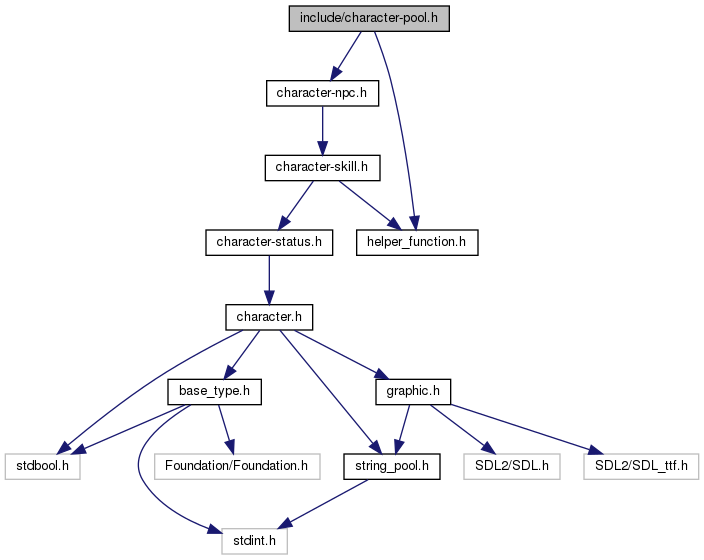 include/character-pool.h
character-npc.h
character-skill.h
character-status.h
helper_function.h
character.h
base_type.h
graphic.h
stdbool.h
Foundation/Foundation.h
string_pool.h
SDL2/SDL.h
SDL2/SDL_ttf.h
stdint.h